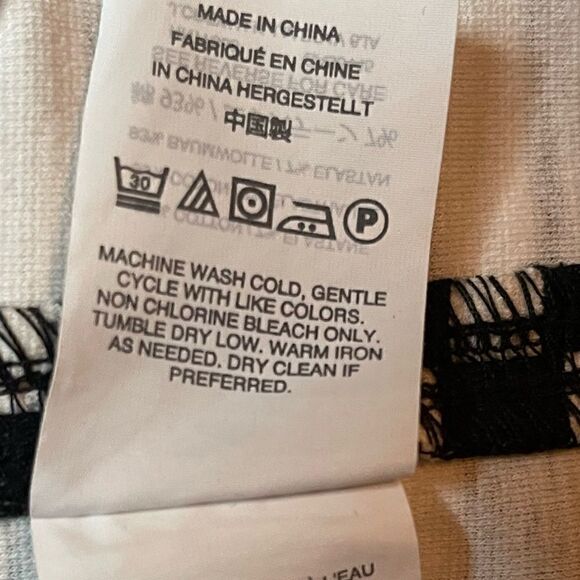 MADE IN CHINA
FABRIQUÉ EN CHINE
IN CHINA HERGESTELLT
中国製
30 P
MACHINE WASH COLD, GENTLE
CYCLE WITH LIKE COLORS.
NON CHLORINE BLEACH ONLY.
TUMBLE DRY LOW. WARM IRON
AS NEEDED. DRY CLEAN IF
PREFERRED.
L'EAU